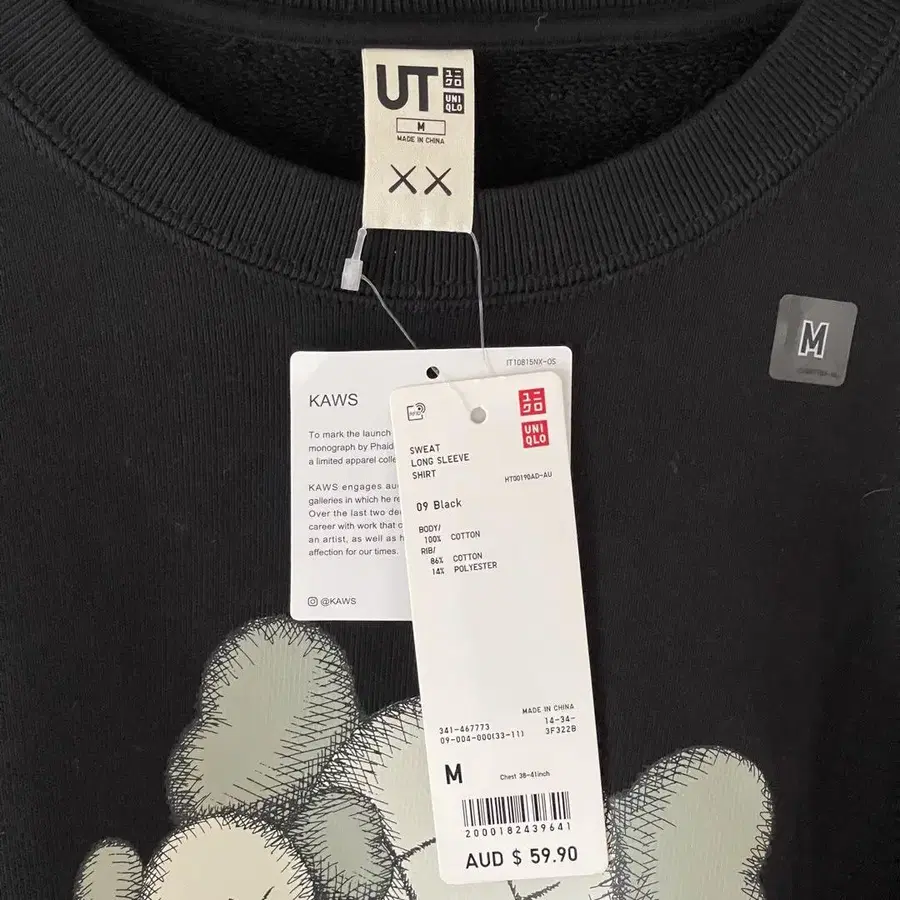 UT
ユニ
クロ
UNI
QLO
M
MADE IN CHINA
XX
M
IT10815NX-OS
KAWS
To mark the launch
monograph by Phaid
a limited apparel colle
KAWS engages au
galleries in which he re
Over the last two de
career with work that c
an artist, as well as h
affection for our times.
@KAWS
RFID
ユニ
クロ
UNI
QLO
SWEAT
LONG SLEEVE
SHIRT
HT00190AD-AU
09 Black
BODY/
100% COTTON
RIB/
86% COTTON
14% POLYESTER
MADE IN CHINA
341-467773 14-34-
09-004-000(33-11) 3F322B
M Chest 38-41inch
2000182439641
AUD $ 59.90